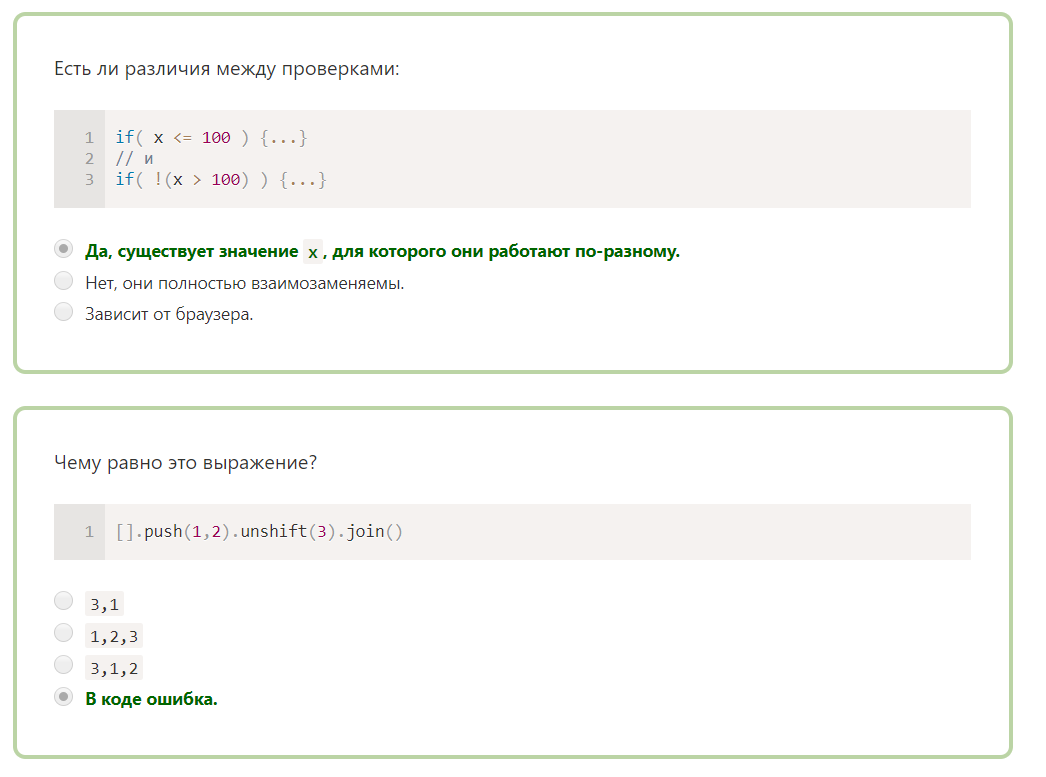 Есть ли различия между проверками:
1 if( x <= 100 ) {...}
2 // и
3 if( !(x > 100) ) {...}
Да, существует значение x, для которого они работают по-разному.
Нет, они полностью взаимозаменяемы.
Зависит от браузера.
Чему равно это выражение?
1 [].push(1,2).unshift(3).join()
3,1
1,2,3
3,1,2
В коде ошибка.